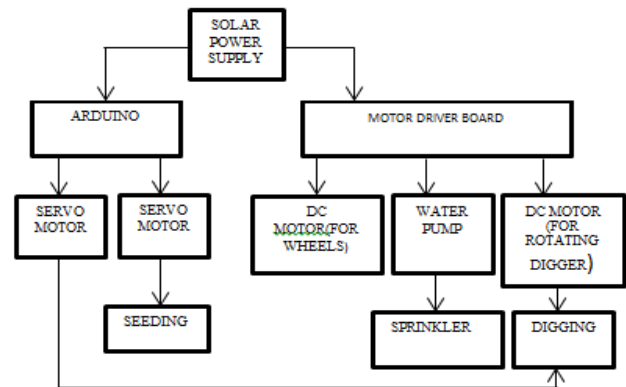 SOLAR
POWER
SUPPLY
ARDUINO
MOTOR DRIVER BOARD
SERVO
MOTOR
SERVO
MOTOR
DC
MOTOR(FOR
WHEELS)
WATER
PUMP
DC MOTOR
(FOR
ROTATING
DIGGER)
SEEDING
SPRINKLER
DIGGING